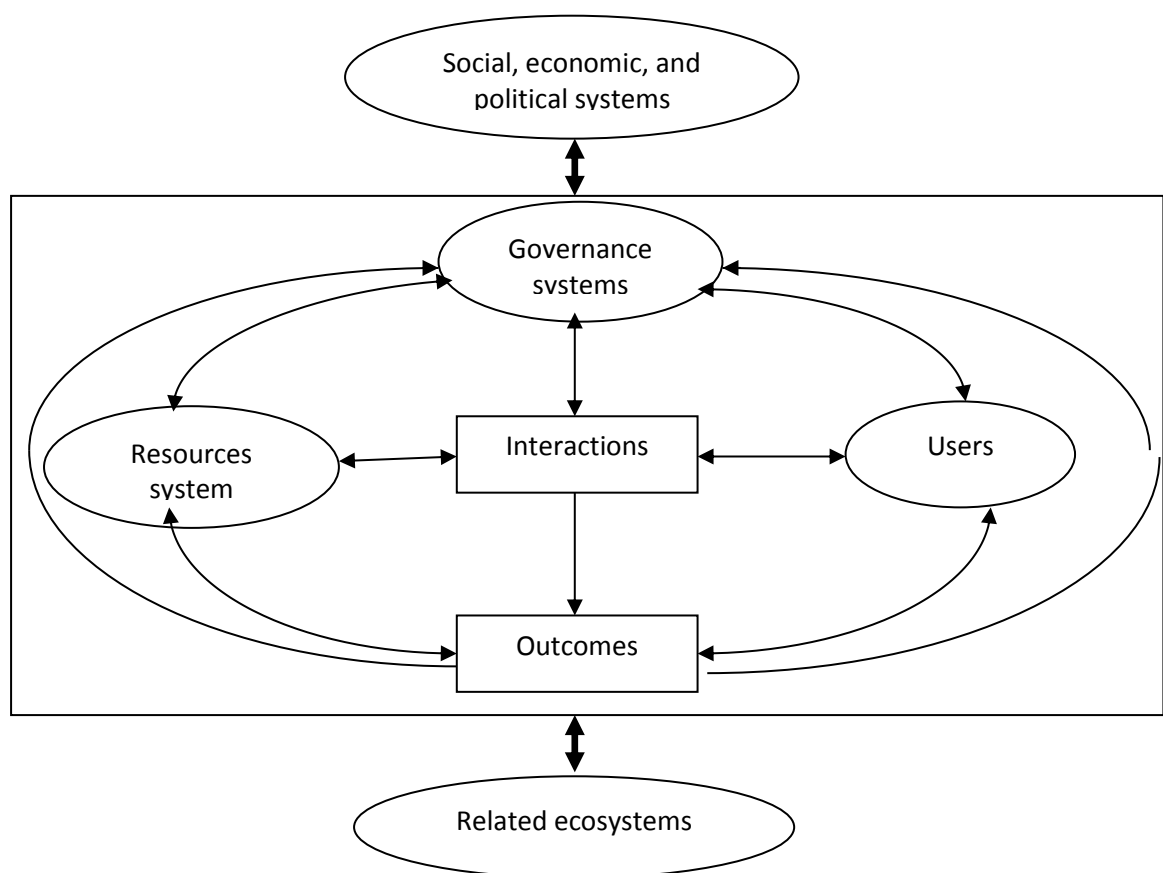 Social, economic, and
political systems
Governance
systems
Resources
system
Interactions
Users
Outcomes
Related ecosystems